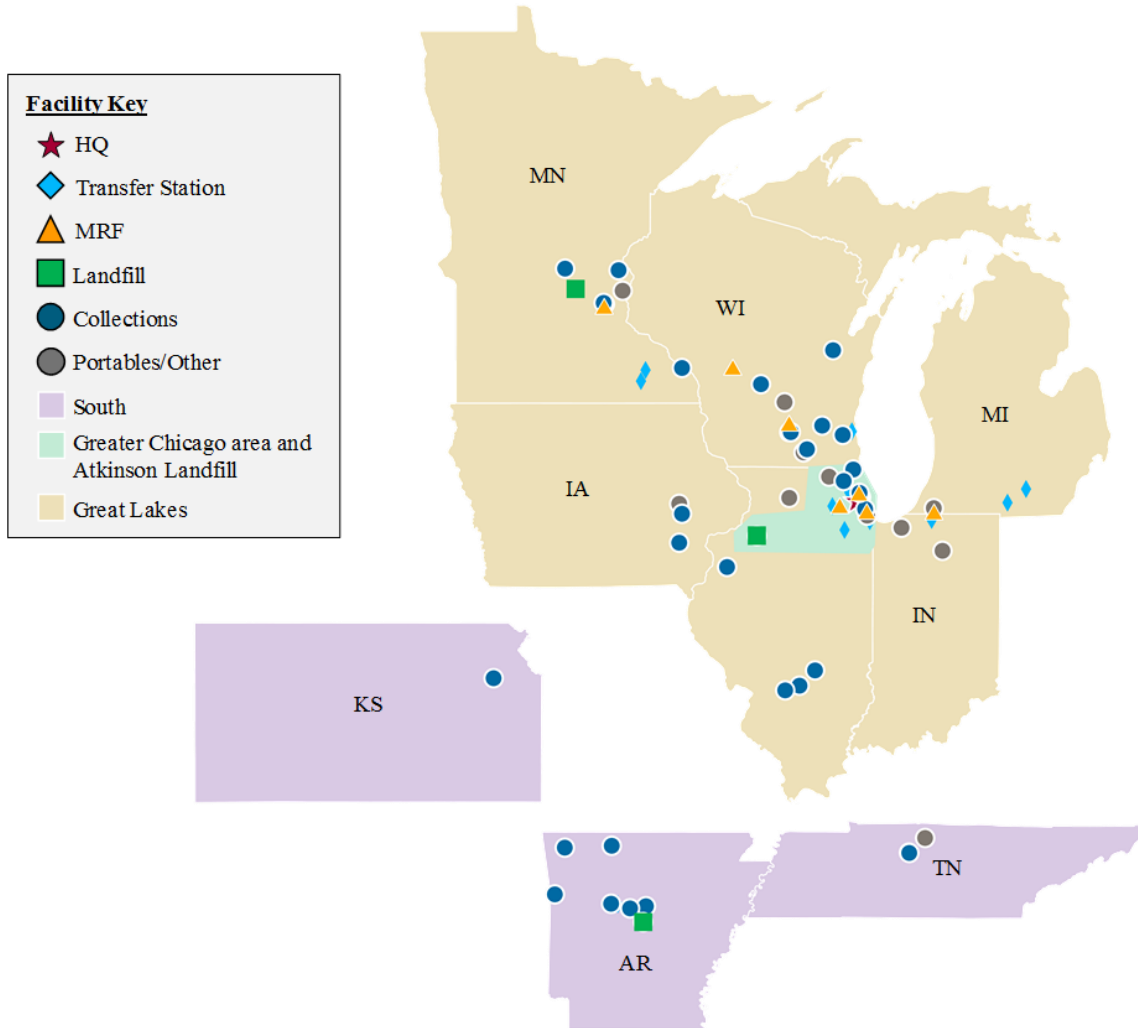 Facility Key
HQ
Transfer Station
MRF
Landfill
Collections
Portables/Other
South
Greater Chicago area and
Atkinson Landfill
Great Lakes
MN
WI
MI
IA
IN
KS
TN
AR